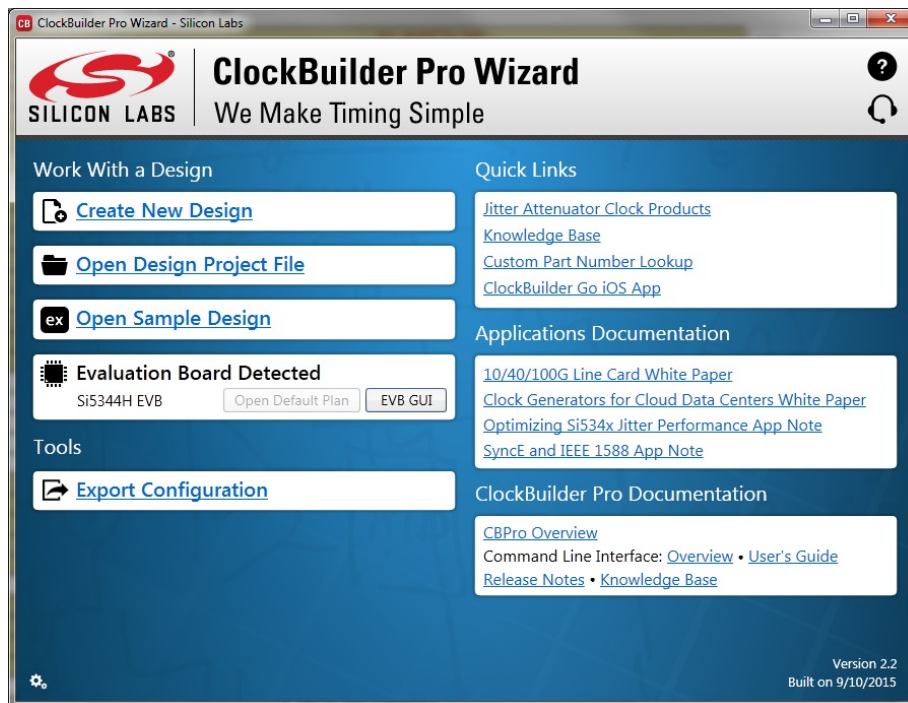 CB ClockBuilder Pro Wizard - Silicon Labs
SILICON LABS®
ClockBuilder Pro Wizard
We Make Timing Simple
?
Work With a Design
Create New Design
Open Design Project File
ex Open Sample Design
Evaluation Board Detected
Si5344H EVB Open Default Plan EVB GUI
Tools
Export Configuration
Quick Links
Jitter Attenuator Clock Products
Knowledge Base
Custom Part Number Lookup
ClockBuilder Go iOS App
Applications Documentation
10/40/100G Line Card White Paper
Clock Generators for Cloud Data Centers White Paper
Optimizing Si534x Jitter Performance App Note
SyncE and IEEE 1588 App Note
ClockBuilder Pro Documentation
CBPro Overview
Command Line Interface: Overview • User's Guide
Release Notes • Knowledge Base
Version 2.2
Built on 9/10/2015